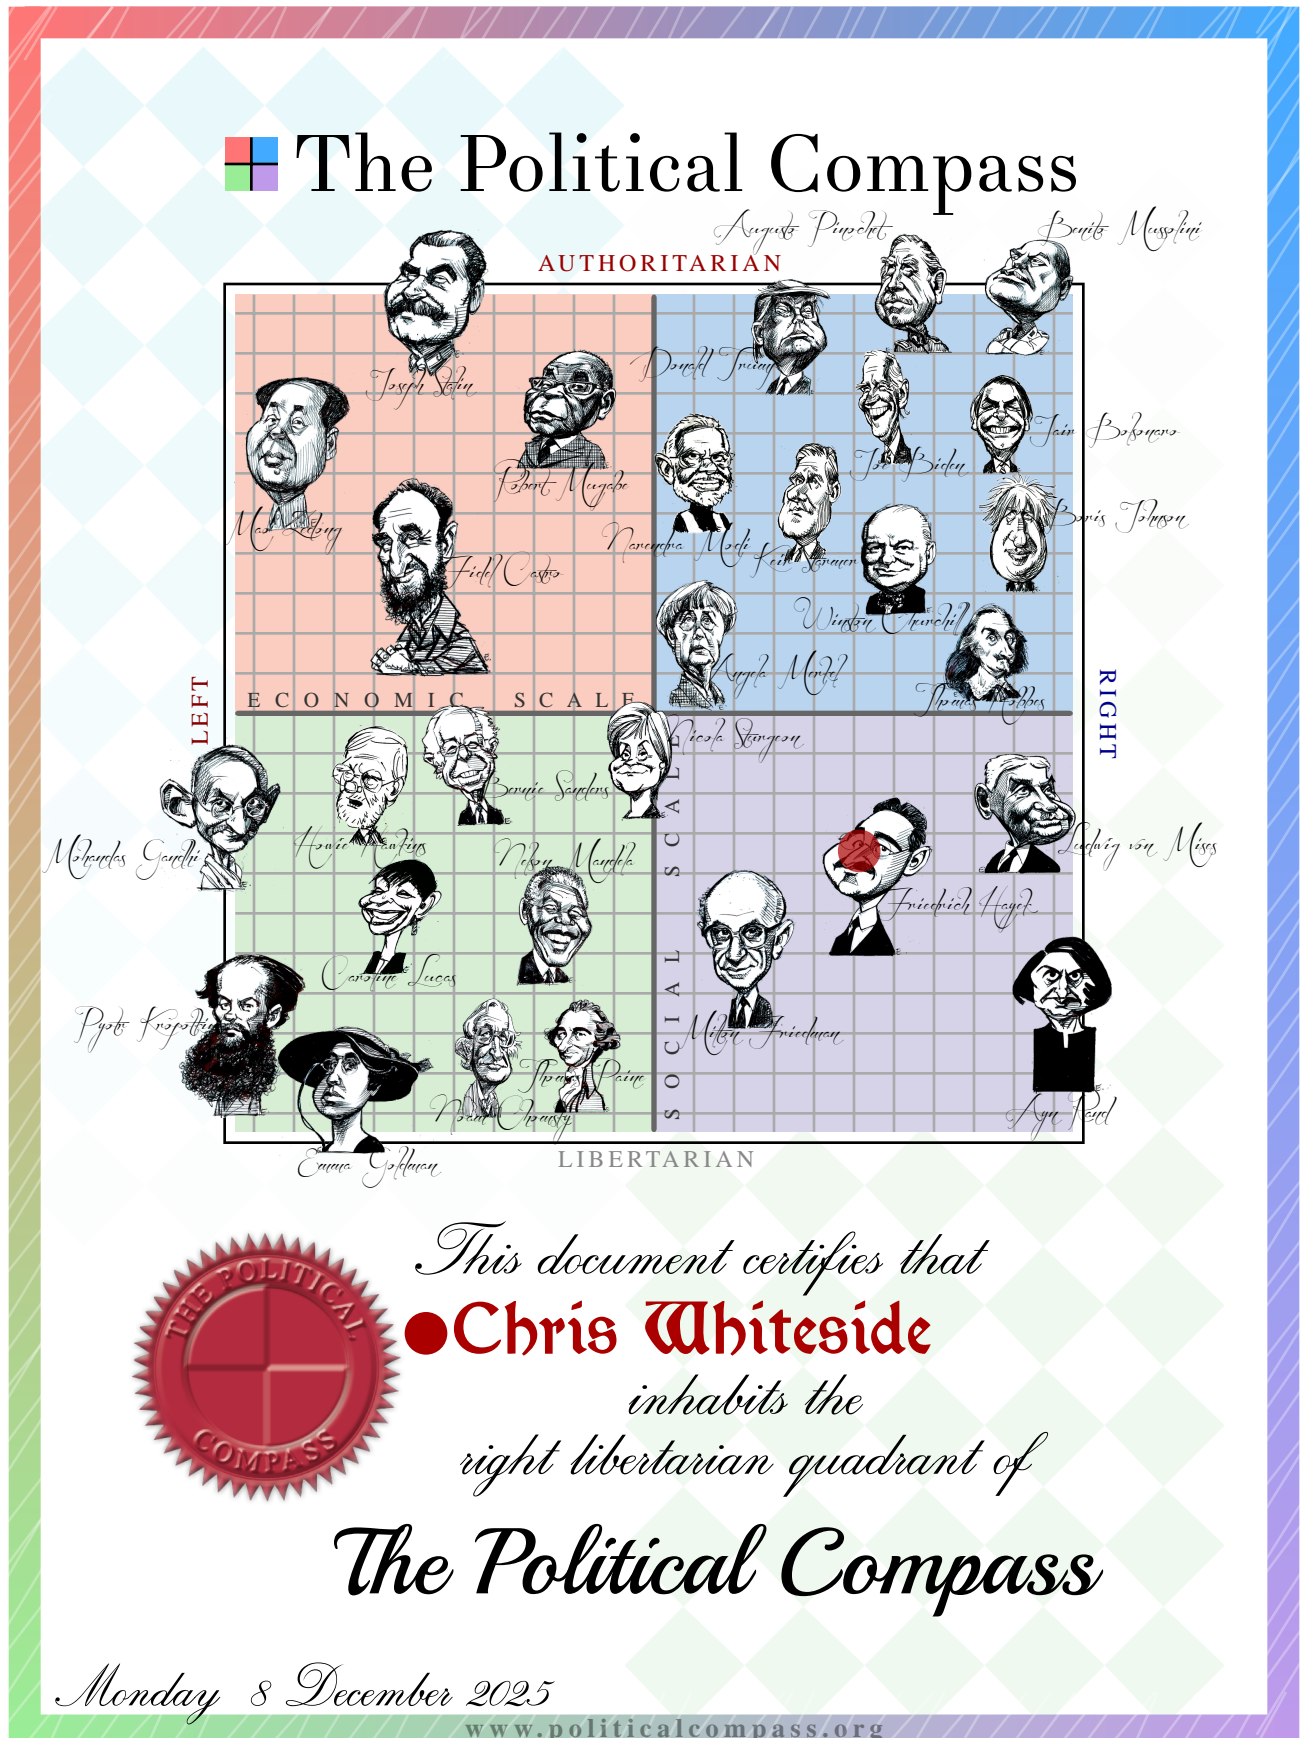 The Political Compass
Augusto Pinochet
Benito Mussolini
AUTHORITARIAN
Donald Trump
Joseph Stalin
Jair Bolsonaro
Joe Biden
Robert Mugabe
Boris Johnson
Mao Zedong
Narendra Modi
Keir Starmer
Fidel Castro
Winston Churchill
Angela Merkel
Thomas Hobbes
ECONOMIC SCALE
LEFT
RIGHT
Nicola Sturgeon
Bernie Sanders
Howie Hawkins
Mohandas Gandhi
Ludwig von Mises
Nelson Mandela
Friedrich Hayek
SOCIAL SCALE
Caroline Lucas
Pyotr Kropotkin
Milton Friedman
Thomas Paine
Noam Chomsky
Ayn Rand
Emma Goldman
LIBERTARIAN
This document certifies that
Chris Whiteside
inhabits the
right libertarian quadrant of
The Political Compass
THE POLITICAL
COMPASS
Monday 8 December 2025
www.politicalcompass.org